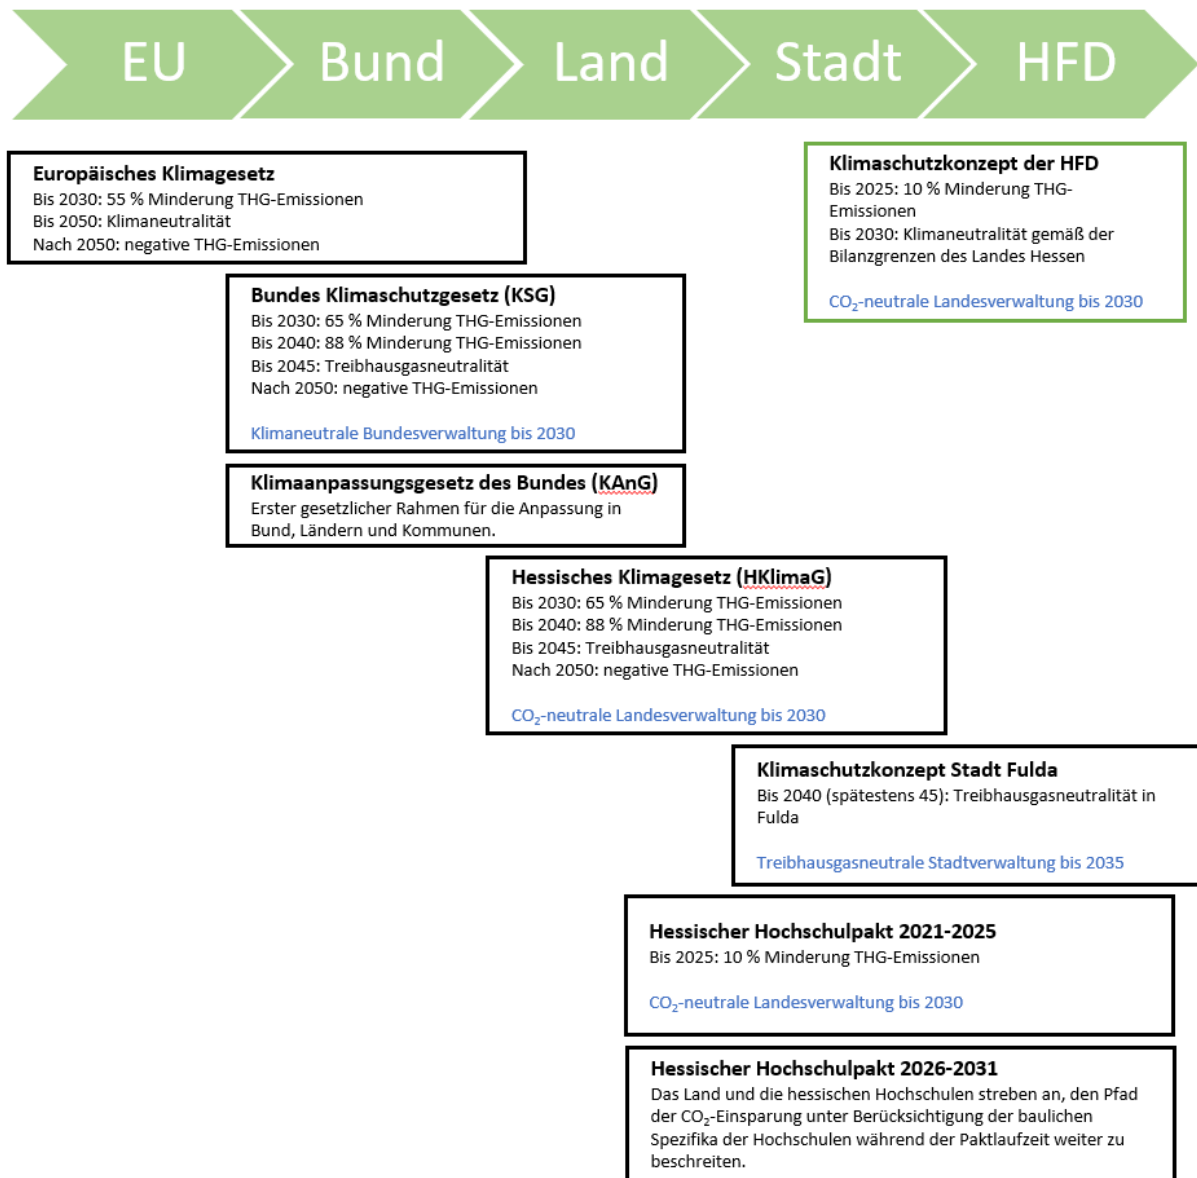 EU
Bund
Land
Stadt
HFD
Europäisches Klimagesetz
Bis 2030: 55 % Minderung THG-Emissionen
Bis 2050: Klimaneutralität
Nach 2050: negative THG-Emissionen
Klimaschutzkonzept der HFD
Bis 2025: 10 % Minderung THG-
Emissionen
Bis 2030: Klimaneutralität gemäß der
Bilanzgrenzen des Landes Hessen
CO₂-neutrale Landesverwaltung bis 2030
Bundes Klimaschutzgesetz (KSG)
Bis 2030: 65 % Minderung THG-Emissionen
Bis 2040: 88 % Minderung THG-Emissionen
Bis 2045: Treibhausgasneutralität
Nach 2050: negative THG-Emissionen
Klimaneutrale Bundesverwaltung bis 2030
Klimaanpassungsgesetz des Bundes (KAnG)
Erster gesetzlicher Rahmen für die Anpassung in
Bund, Ländern und Kommunen.
Hessisches Klimagesetz (HKlimaG)
Bis 2030: 65 % Minderung THG-Emissionen
Bis 2040: 88 % Minderung THG-Emissionen
Bis 2045: Treibhausgasneutralität
Nach 2050: negative THG-Emissionen
CO₂-neutrale Landesverwaltung bis 2030
Klimaschutzkonzept Stadt Fulda
Bis 2040 (spätestens 45): Treibhausgasneutralität in
Fulda
Treibhausgasneutrale Stadtverwaltung bis 2035
Hessischer Hochschulpakt 2021-2025
Bis 2025: 10 % Minderung THG-Emissionen
CO₂-neutrale Landesverwaltung bis 2030
Hessischer Hochschulpakt 2026-2031
Das Land und die hessischen Hochschulen streben an, den Pfad
der CO₂-Einsparung unter Berücksichtigung der baulichen
Spezifika der Hochschulen während der Paktlaufzeit weiter zu
beschreiten.